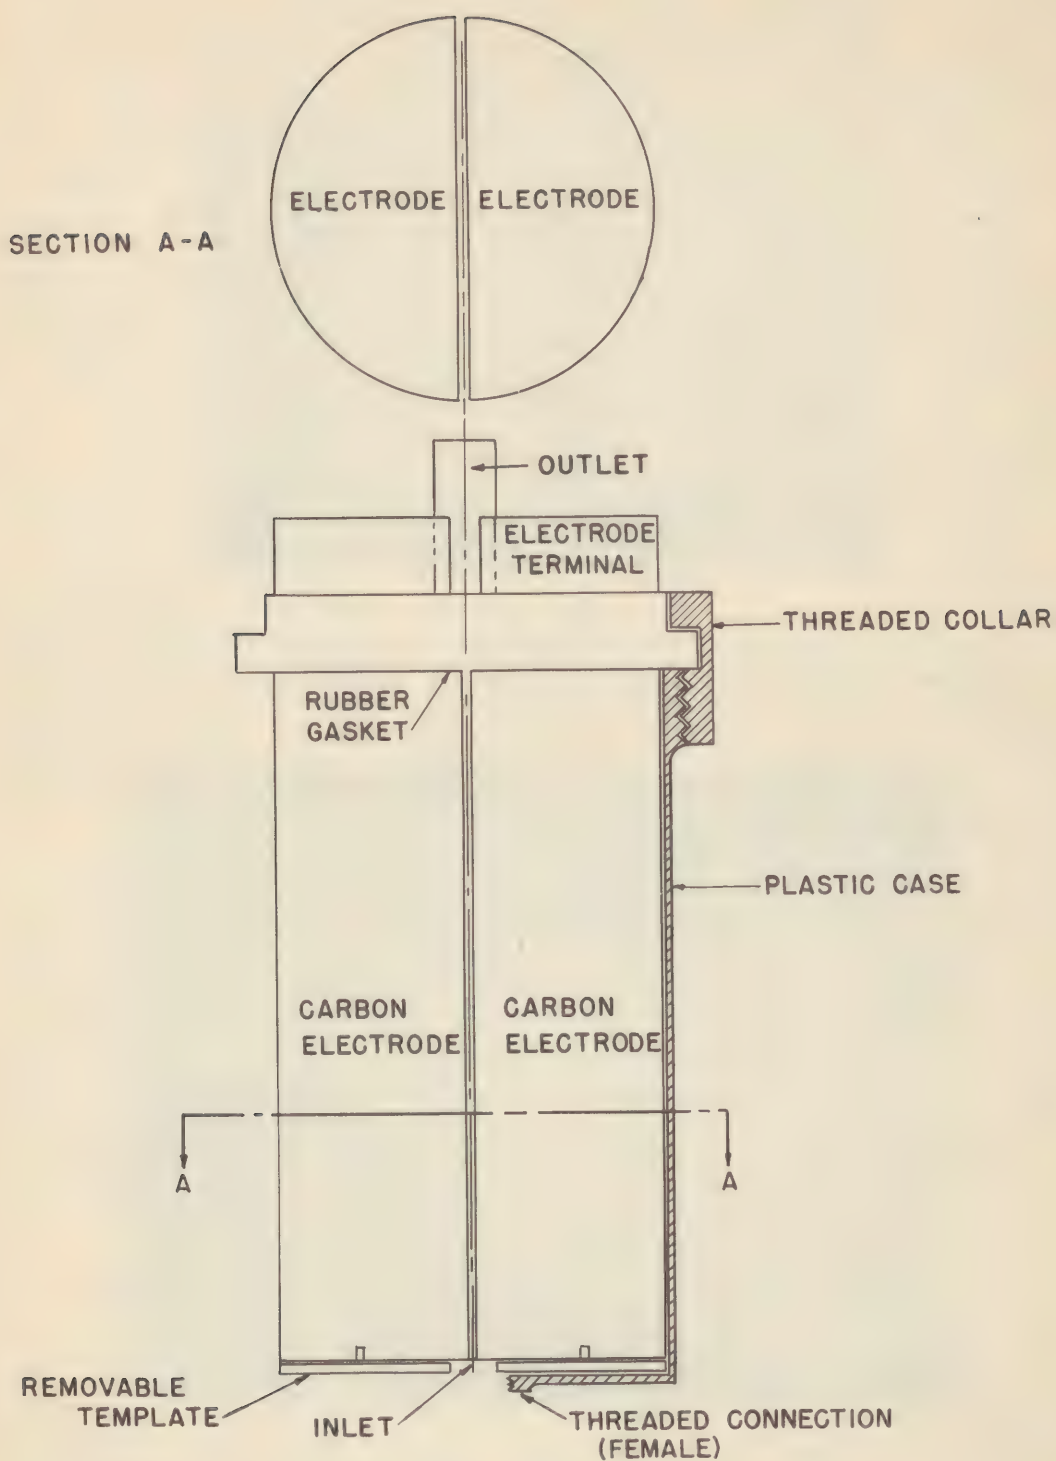 ELECTRODE ELECTRODE
SECTION A-A
OUTLET
ELECTRODE
TERMINAL
THREADED COLLAR
RUBBER
GASKET
PLASTIC CASE
CARBON
ELECTRODE
CARBON
ELECTRODE
A A
REMOVABLE
TEMPLATE
INLET
THREADED CONNECTION
(FEMALE)